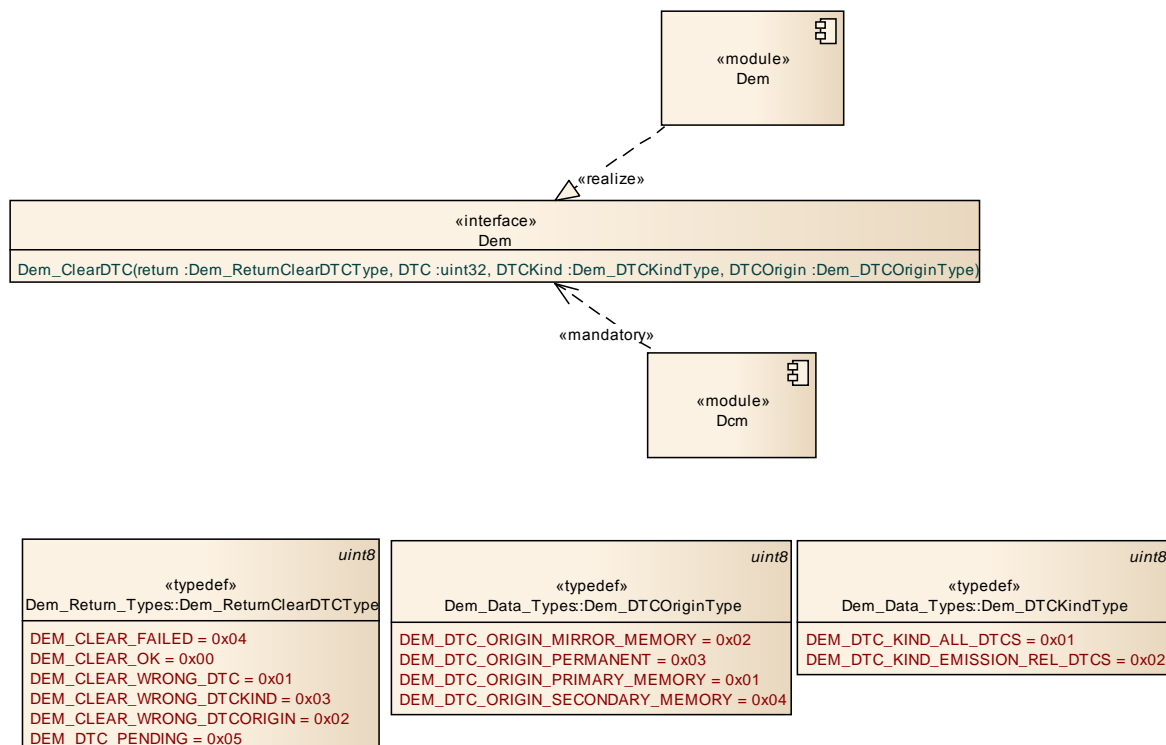 «module»
Dem
«realize»
«interface»
Dem
Dem_ClearDTC(return :Dem_ReturnClearDTCType, DTC :uint32, DTCKind :Dem_DTCKindType, DTCOrigin :Dem_DTCOriginType)
«mandatory»
«module»
Dcm
uint8
«typedef»
Dem_Return_Types::Dem_ReturnClearDTCType
DEM_CLEAR_FAILED = 0x04
DEM_CLEAR_OK = 0x00
DEM_CLEAR_WRONG_DTC = 0x01
DEM_CLEAR_WRONG_DTCKIND = 0x03
DEM_CLEAR_WRONG_DTCORIGIN = 0x02
DEM_DTC_PENDING = 0x05
uint8
«typedef»
Dem_Data_Types::Dem_DTCOriginType
DEM_DTC_ORIGIN_MIRROR_MEMORY = 0x02
DEM_DTC_ORIGIN_PERMANENT = 0x03
DEM_DTC_ORIGIN_PRIMARY_MEMORY = 0x01
DEM_DTC_ORIGIN_SECONDARY_MEMORY = 0x04
uint8
«typedef»
Dem_Data_Types::Dem_DTCKindType
DEM_DTC_KIND_ALL_DTCS = 0x01
DEM_DTC_KIND_EMISSION_REL_DTCS = 0x02